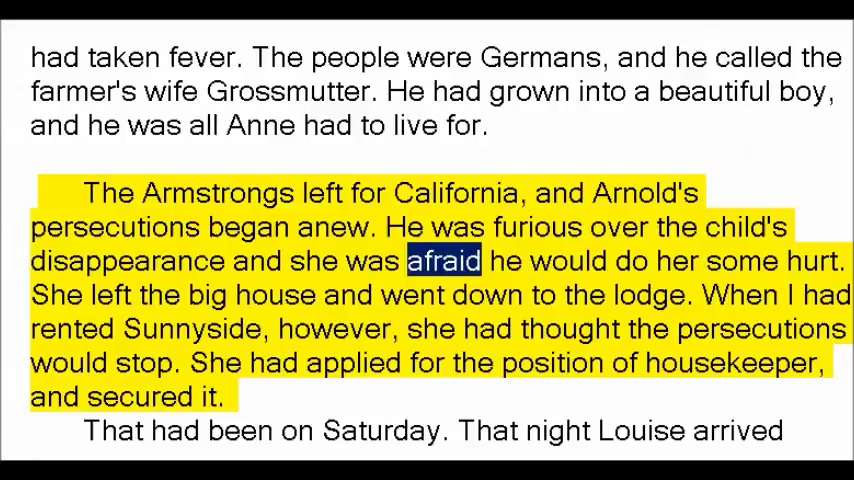 had taken fever. The people were Germans, and he called the
farmer's wife Grossmutter. He had grown into a beautiful boy,
and he was all Anne had to live for.
The Armstrongs left for California, and Arnold's
persecutions began anew. He was furious over the child's
disappearance and she was afraid he would do her some hurt.
She left the big house and went down to the lodge. When I had
rented Sunnyside, however, she had thought the persecutions
would stop. She had applied for the position of housekeeper,
and secured it.
That had been on Saturday. That night Louise arrived